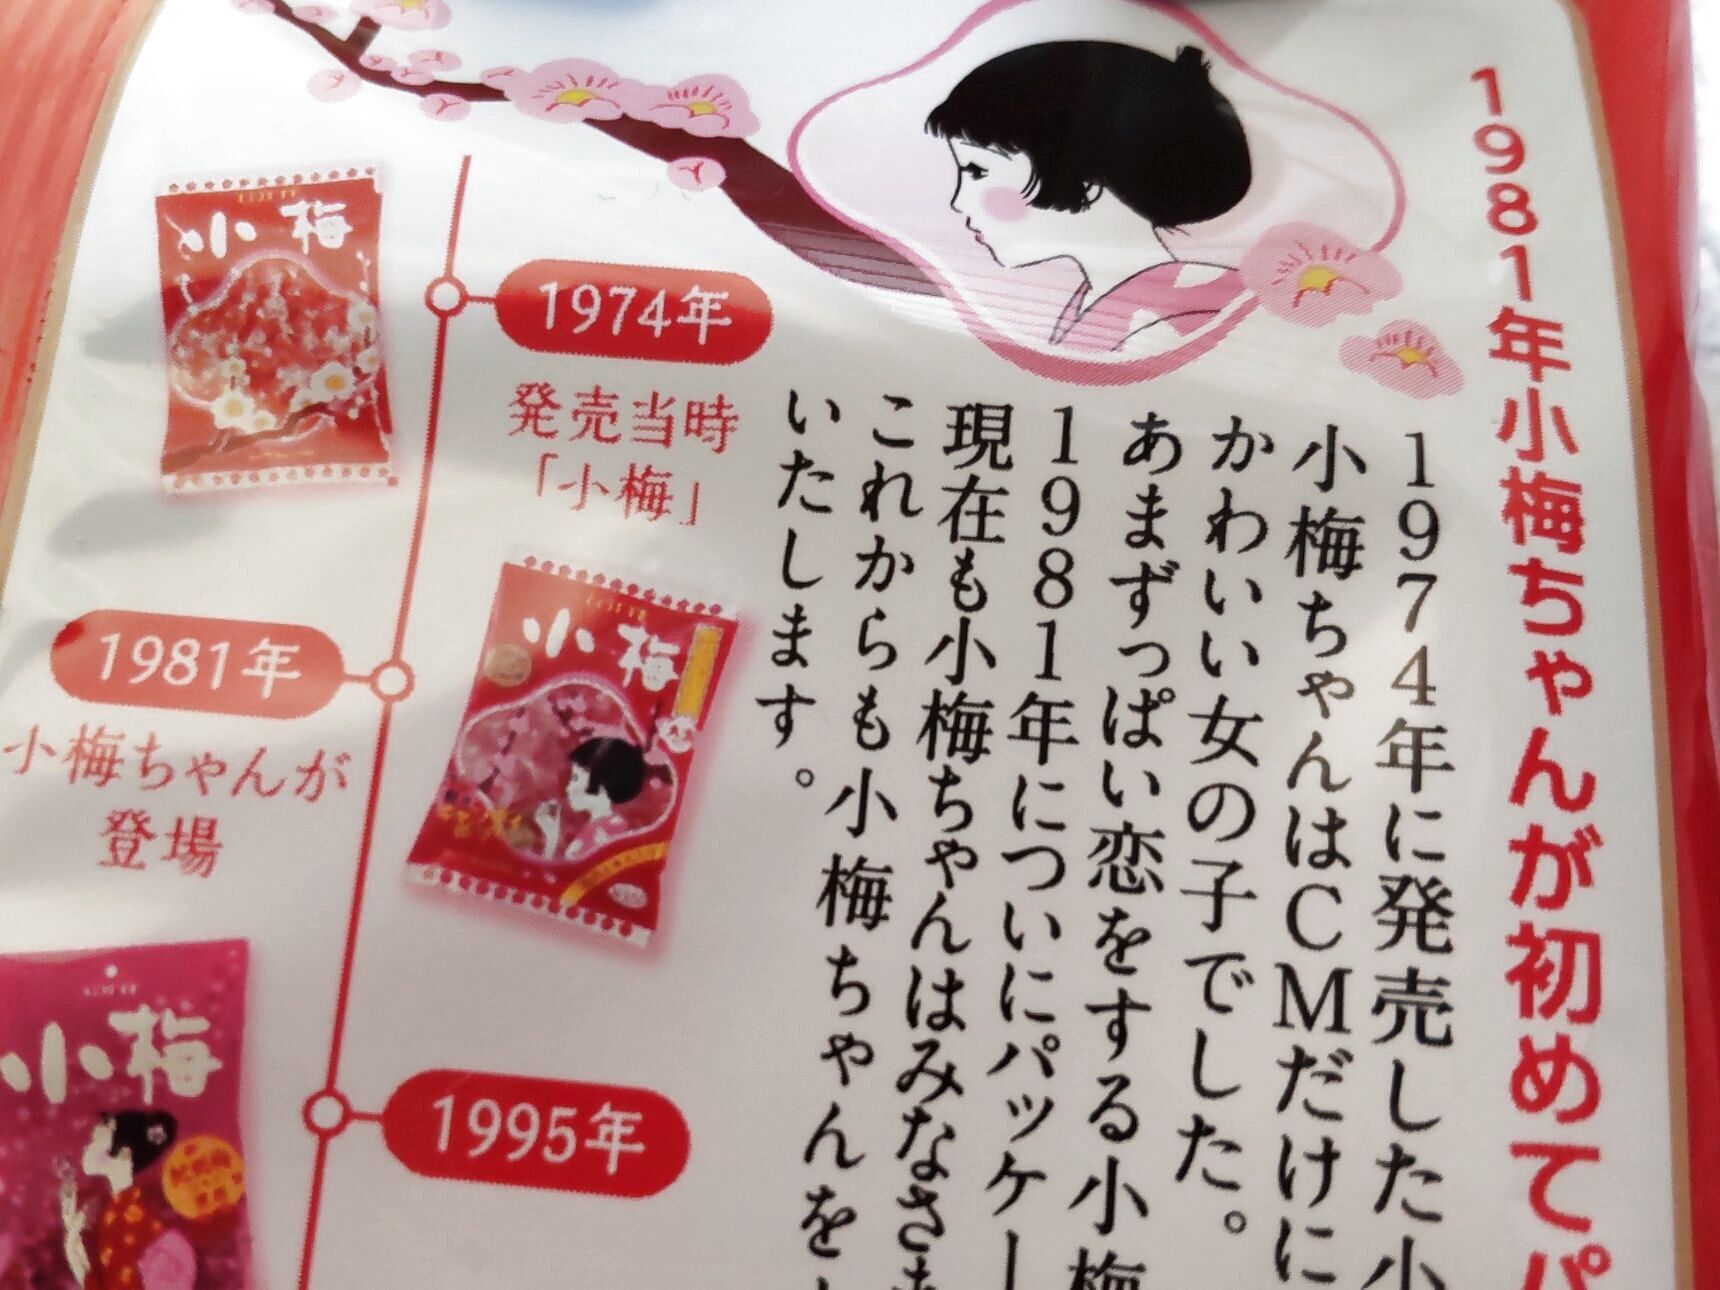 1981年小梅ちゃんが初めてパ
1974年に発売した小
小梅ちゃんはCMだけに
かわいい女の子でした。
あまずっぱい恋をする小梅
1981年についにパッケー
現在も小梅ちゃんはみなさま
これからも小梅ちゃんをし
いたします。
小梅
1974年
発売当時
「小梅」
小梅
1981年
小梅ちゃんが
登場
小梅
1995年